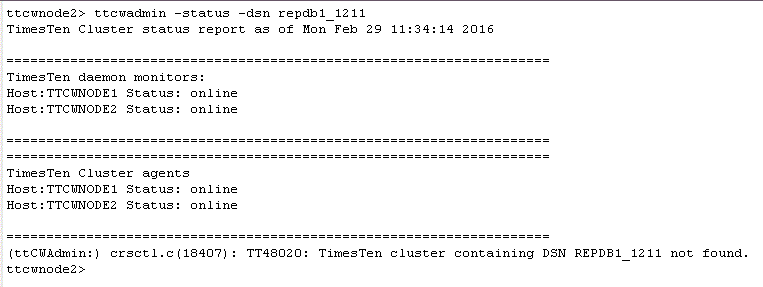 ttcwnode2> ttcwadmin -status -dsn repdb1_1211
TimesTen Cluster status report as of Mon Feb 29 11:34:14 2016
====================================================================
TimesTen daemon monitors:
Host:TTCWNODE1 Status: online
Host:TTCWNODE2 Status: online
====================================================================
====================================================================
TimesTen Cluster agents
Host:TTCWNODE1 Status: online
Host:TTCWNODE2 Status: online
====================================================================
(ttCWAdmin:) crsctl.c(18407): TT48020: TimesTen cluster containing DSN REPDB1_1211 not found.
ttcwnode2>